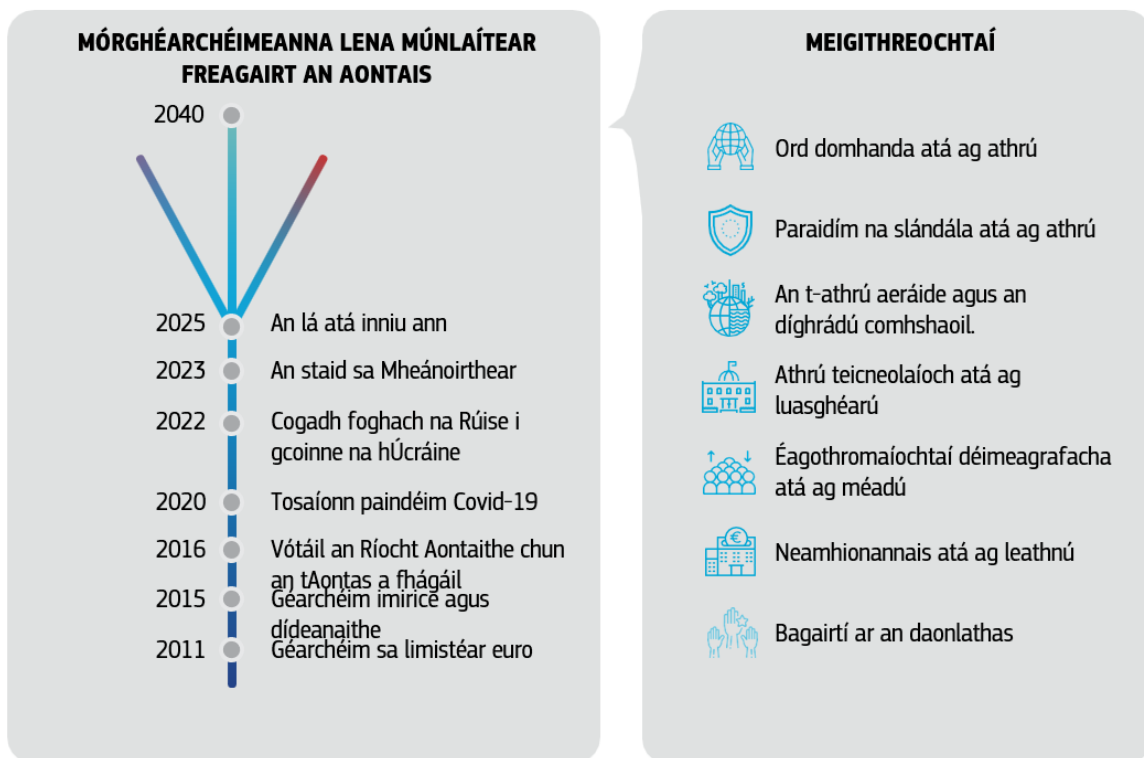 MÓRGHÉARCHÉIMEANNA LENA MÚNLAÍTEAR
FREAGAIRT AN AONTAIS
2040
2025 An lá atá inniu ann
2023 An staid sa Mheánoirthear
2022 Cogadh foghach na Rúise i
gcoinne na hÚcráine
2020 Tosaíonn paindéim Covid-19
2016 Vótáil an Ríocht Aontaithe chun
an tAontas a fhágáil
2015 Géarchéim imirice agus
dídeanaithe
2011 Géarchéim sa limistéar euro
MEIGITHREOCHTAÍ
Ord domhanda atá ag athrú
Paraidím na slándála atá ag athrú
An t-athrú aeráide agus an
díghrádú comhshaoil.
Athrú teicneolaíoch atá ag
luasghéarú
Éagothromaíochtaí déimeagrafacha
atá ag méadú
Neamhionannais atá ag leathnú
Bagairtí ar an daonlathas